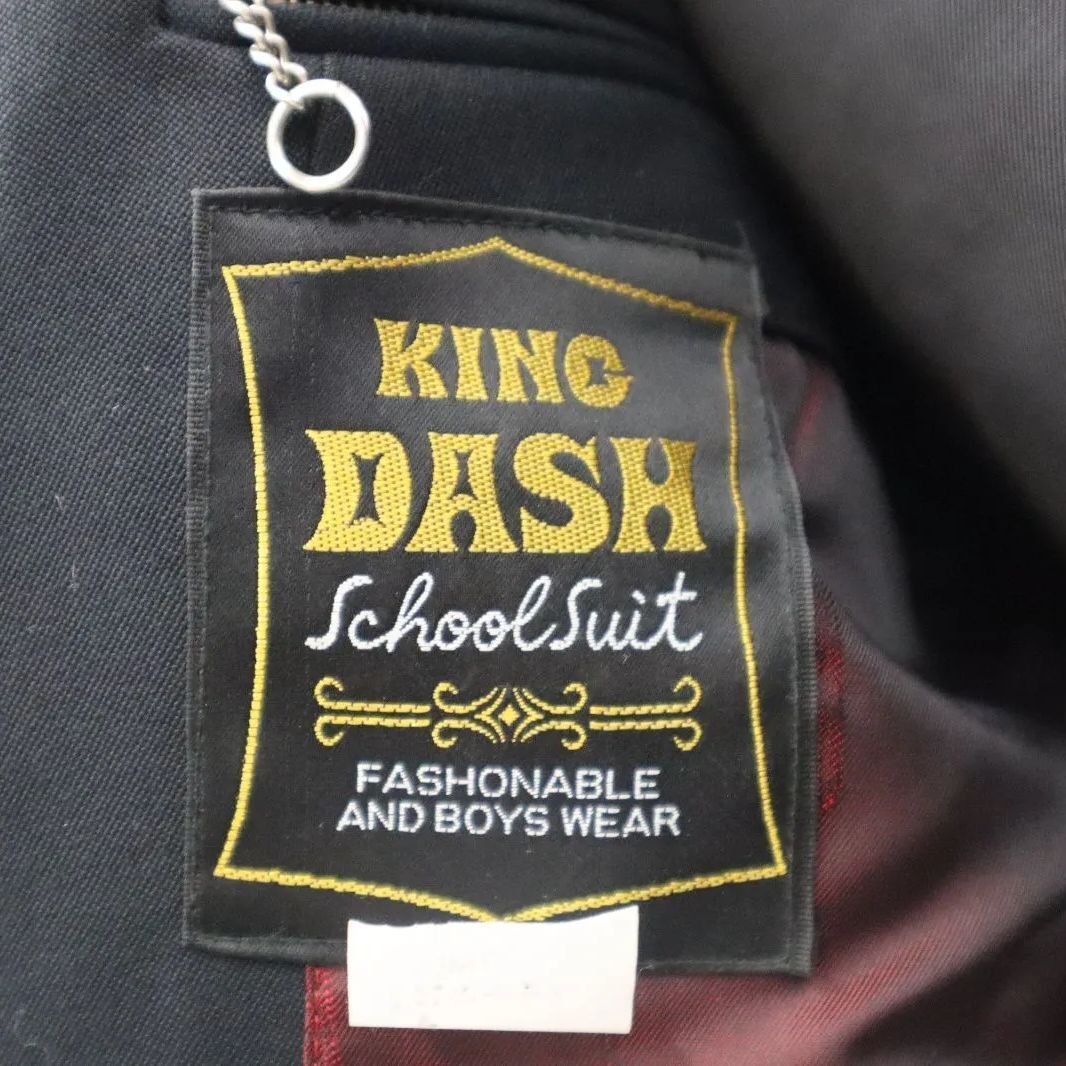 KING
DASH
School Suit
FASHONABLE
AND BOYS WEAR